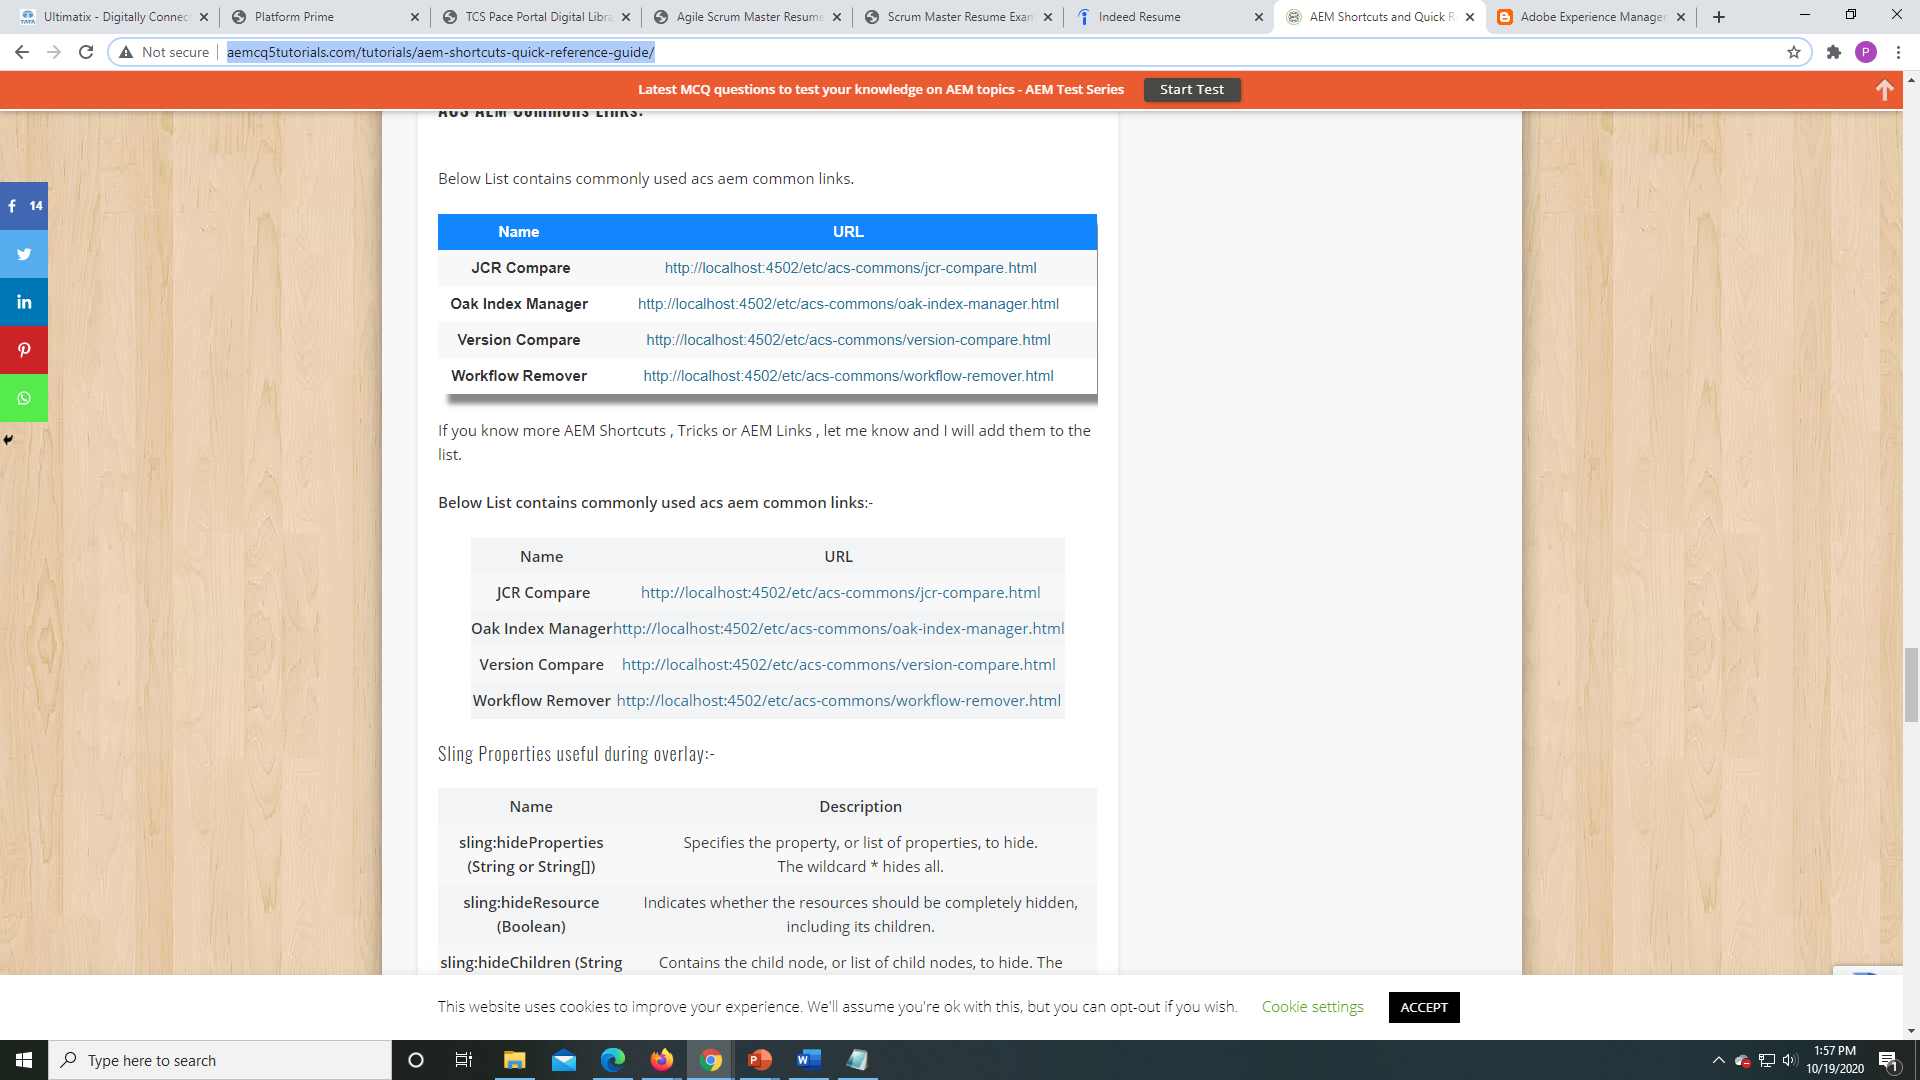 Ultimatix - Digitally Connec
Platform Prime
TCS Pace Portal Digital Libra
Agile Scrum Master Resume
Scrum Master Resume Exam
Indeed Resume
AEM Shortcuts and Quick R
Adobe Experience Manager
Not secure
aemcq5tutorials.com/tutorials/aem-shortcuts-quick-reference-guide/
P
Latest MCQ questions to test your knowledge on AEM topics - AEM Test Series
Start Test
ACS AEM Commons Links:
14
Below List contains commonly used acs aem common links.
Name URL
JCR Compare http://localhost:4502/etc/acs-commons/jcr-compare.html
Oak Index Manager http://localhost:4502/etc/acs-commons/oak-index-manager.html
Version Compare http://localhost:4502/etc/acs-commons/version-compare.html
Workflow Remover http://localhost:4502/etc/acs-commons/workflow-remover.html
If you know more AEM Shortcuts , Tricks or AEM Links , let me know and I will add them to the
list.
Below List contains commonly used acs aem common links:-
Name URL
JCR Compare http://localhost:4502/etc/acs-commons/jcr-compare.html
Oak Index Manager http://localhost:4502/etc/acs-commons/oak-index-manager.html
Version Compare http://localhost:4502/etc/acs-commons/version-compare.html
Workflow Remover http://localhost:4502/etc/acs-commons/workflow-remover.html
Sling Properties useful during overlay:-
Name Description
sling:hideProperties Specifies the property, or list of properties, to hide.
(String or String[]) The wildcard * hides all.
sling:hideResource Indicates whether the resources should be completely hidden,
(Boolean) including its children.
sling:hideChildren (String Contains the child node, or list of child nodes, to hide. The
This website uses cookies to improve your experience. We'll assume you're ok with this, but you can opt-out if you wish.
Cookie settings
ACCEPT
Type here to search
1:57 PM
10/19/2020
1